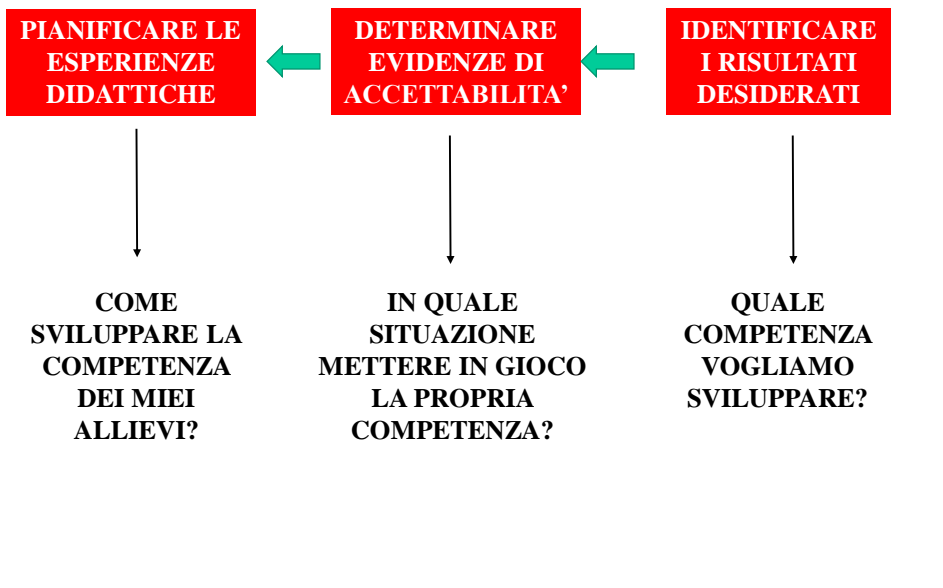 PIANIFICARE LE
ESPERIENZE
DIDATTICHE
DETERMINARE
EVIDENZE DI
ACCETTABILITA’
IDENTIFICARE
I RISULTATI
DESIDERATI
COME
SVILUPPARE LA
COMPETENZA
DEI MIEI
ALLIEVI?
IN QUALE
SITUAZIONE
METTERE IN GIOCO
LA PROPRIA
COMPETENZA?
QUALE
COMPETENZA
VOGLIAMO
SVILUPPARE?